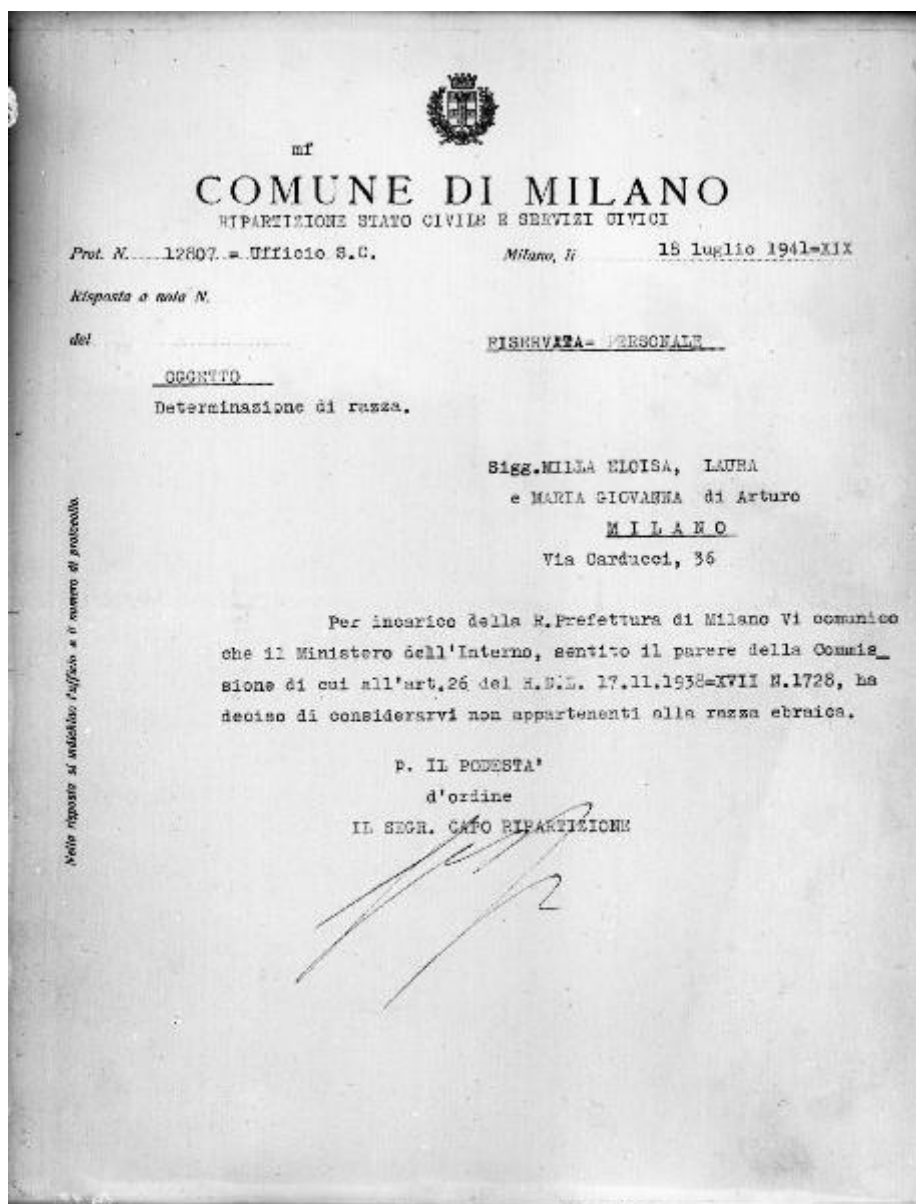 mf
COMUNE DI MILANO
RIPARTIZIONE STATO CIVILE E SERVIZI CIVICI
Prot. N. 12807 = Ufficio S.C. Milano, li 18 luglio 1941=XIX
Risposta a nota N.
del
RISERVATA= PERSONALE
OGGETTO
Determinazione di razza.
Sigg.MILLA ELOISA, LAURA
e MARIA GIOVANNA di Arturo
MILANO
Via Carducci, 36
Per incarico della R.Prefettura di Milano Vi comunico
che il Ministero dell'Interno, sentito il parere della Commis_
sione di cui all'art.26 del R.D.L. 17.11.1938=XVII N.1728, ha
deciso di considerarvi non appartenenti alla razza ebraica.
p. IL PODESTA'
d'ordine
IL SEGR. CAPO RIPARTIZIONE
Nella risposta si indichino l'ufficio e il numero di protocollo.